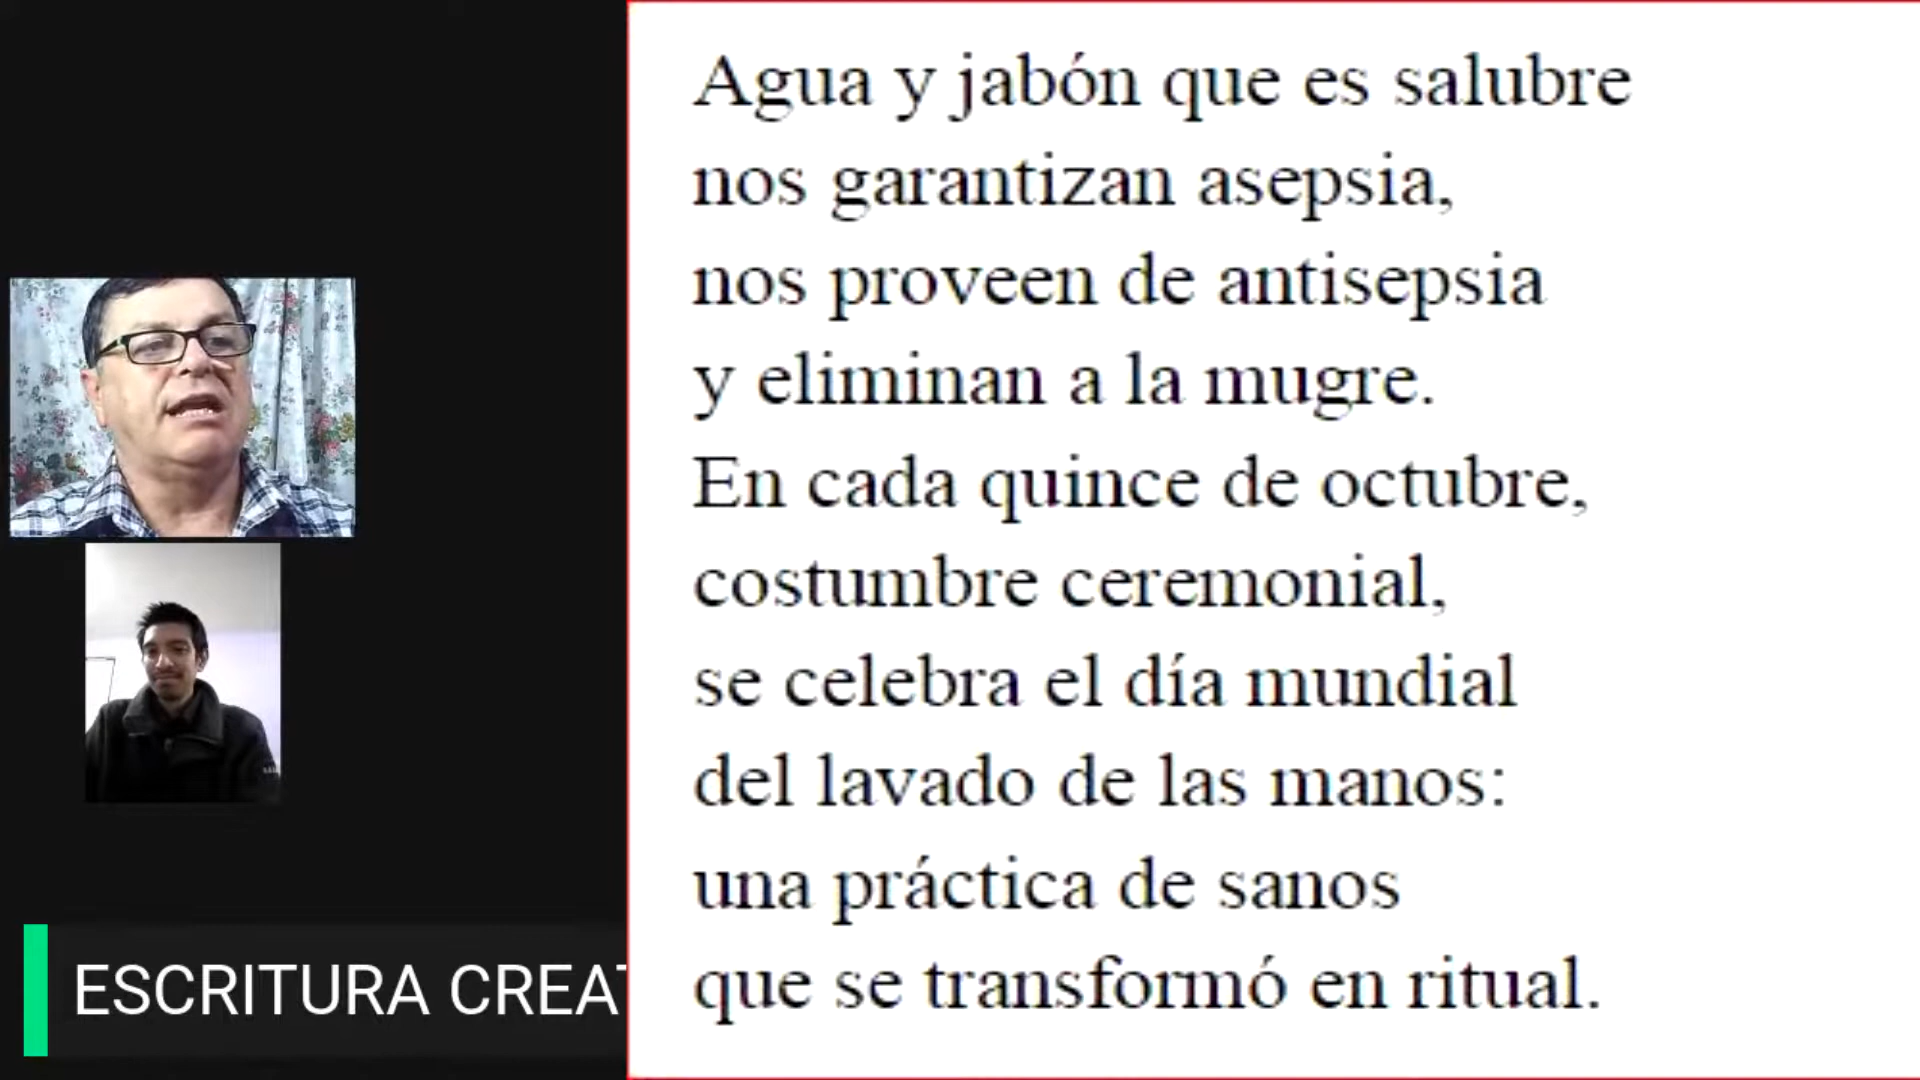 Agua y jabón que es salubre
nos garantizan asepsia,
nos proveen de antisepsia
y eliminan a la mugre.
En cada quince de octubre,
costumbre ceremonial,
se celebra el día mundial
del lavado de las manos:
una práctica de sanos
que se transformó en ritual.
ESCRITURA CREAT